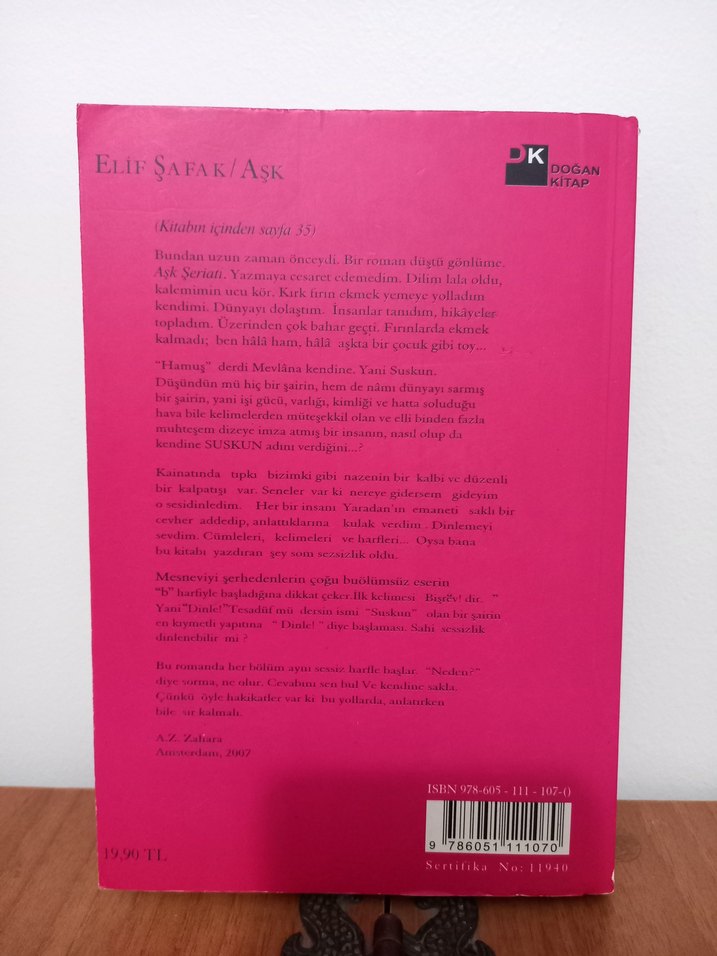 ELİF ŞAFAK / AŞK
DK
DOĞAN
KİTAP
(Kitabın içinden sayfa 35)
Bundan uzun zaman önceydi. Bir roman düştü gönlüme.
Aşk Şeriatı. Yazmaya cesaret edemedim. Dilim lala oldu,
kalemimin ucu kör. Kırk fırın ekmek yemeye yolladım
kendimi. Dünyayı dolaştım. İnsanlar tanıdım, hikâyeler
topladım. Üzerinden çok bahar geçti. Fırınlarda ekmek
kalmadı; ben hâlâ ham, hâlâ aşkta bir çocuk gibi toy...
"Hamuş" derdi Mevlâna kendine. Yani Suskun.
Düşündün mü hiç bir şairin, hem de nâmı dünyayı sarmış
bir şairin, yani işi gücü, varlığı, kimliği ve hatta soluduğu
hava bile kelimelerden müteşekkil olan ve elli binden fazla
muhteşem dizeye imza atmış bir insanın, nasıl olup da
kendine SUSKUN adını verdiğini...?
Kainatında tıpkı bizimki gibi nazenin bir kalbi ve düzenli
bir kalpatışı var. Seneler var ki nereye gidersem gideyim
o sesidinledim. Her bir insanı Yaradan'ın emaneti saklı bir
cevher addedip, anlattıklarına kulak verdim . Dinlemeyi
sevdim. Cümleleri, kelimeleri ve harfleri... Oysa bana
bu kitabı yazdıran şey som sezsizlik oldu.
Mesneviyi şerhedenlerin çoğu buölümsüz eserin
"b" harfiyle başladığına dikkat çeker.İlk kelimesi Bişrev! dir. "
Yani "Dinle!"Tesadüf mü dersin ismi "Suskun" olan bir şairin
en kıymetli yapıtına " Dinle! " diye başlaması. Sahi sessizlik
dinlenebilir mi ?
Bu romanda her bölüm aynı sessiz harfle başlar. "Neden?"
diye sorma, ne olur. Cevabını sen bul Ve kendine sakla.
Çünkü öyle hakikatler var ki bu yollarda, anlatırken
bile sır kalmalı.
A.Z. Zahara
Amsterdam, 2007
ISBN 978-605 - 111 - 107-0
9 786051 111070
Sertifika No: 11940
19,90 TL